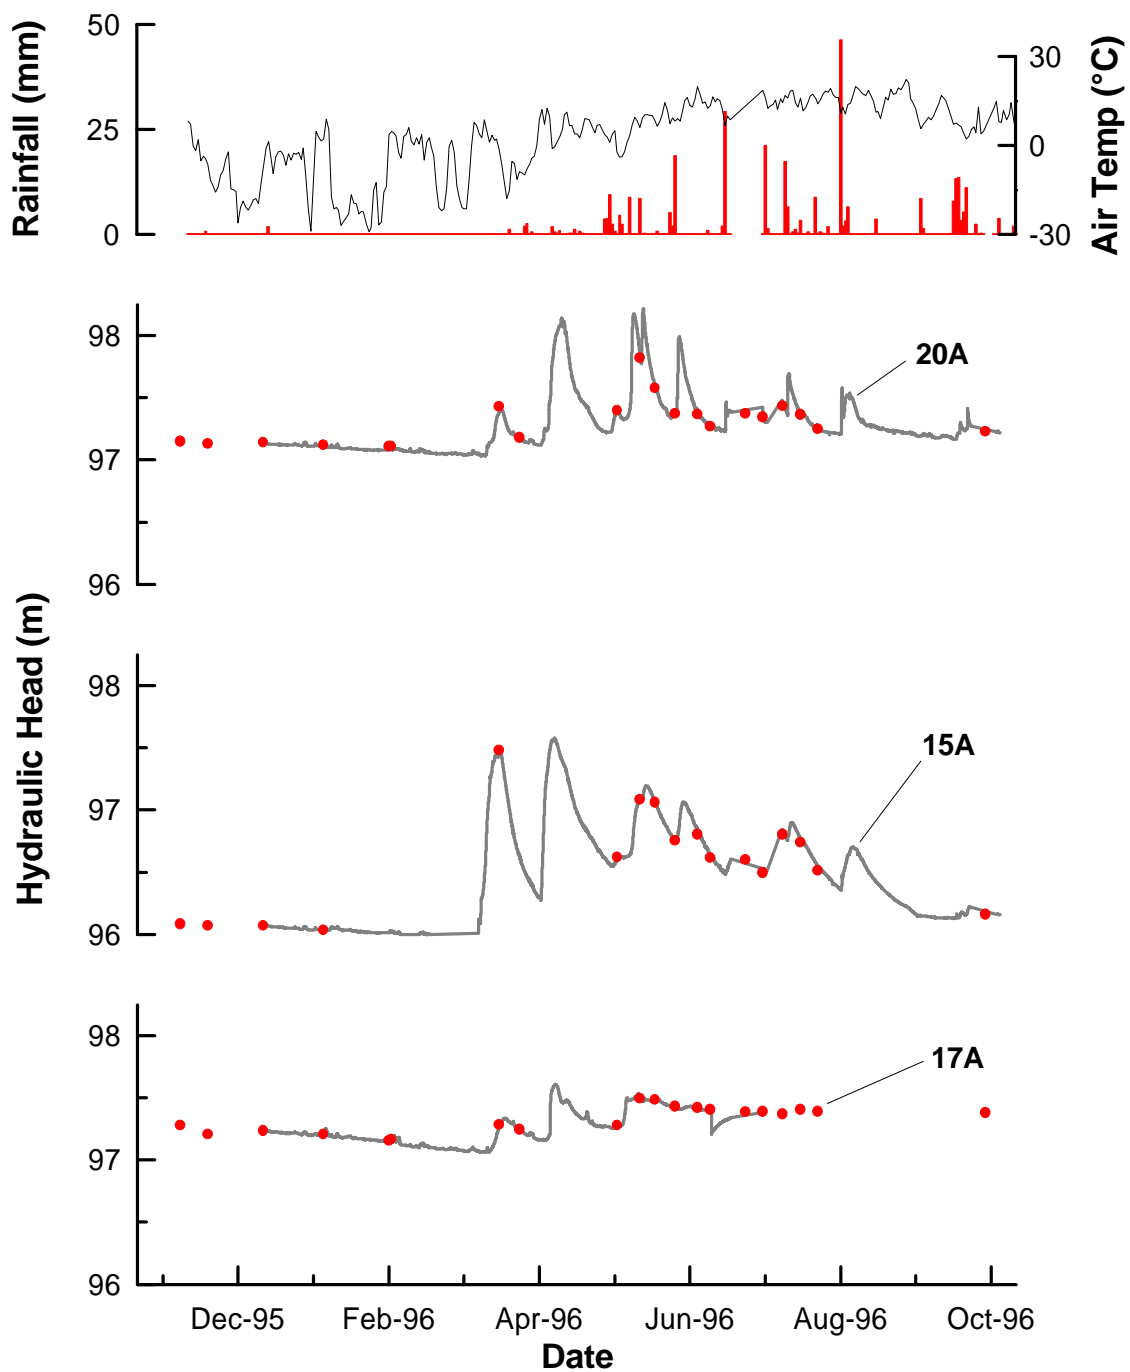 Rainfall (mm)
50
25
0
30
0
-30
Air Temp (°C)
Hydraulic Head (m)
98
97
96
20A
98
97
96
15A
98
97
96
17A
Dec-95 Feb-96 Apr-96 Jun-96 Aug-96 Oct-96
Date